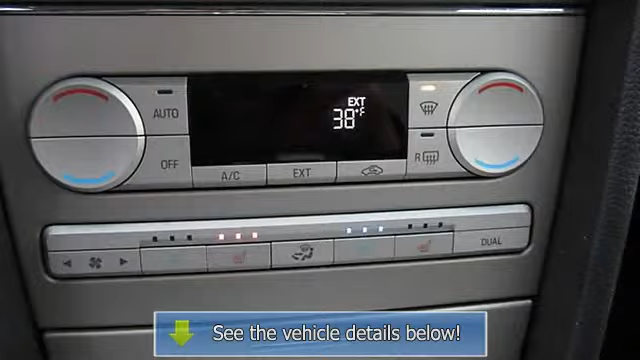 EXT
38°F
AUTO
OFF
A/C
EXT
R
DUAL
See the vehicle details below!